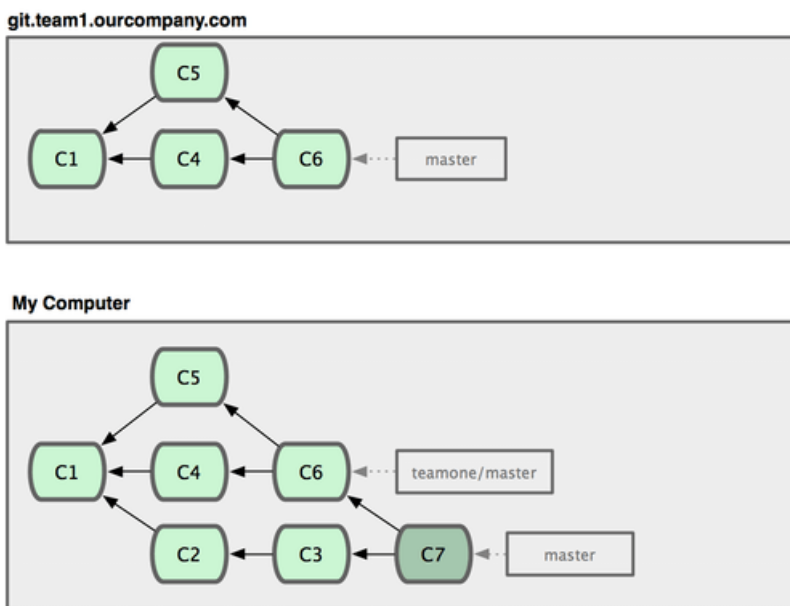 git.team1.ourcompany.com
C5
C1 C4 C6 master
My Computer
C5
C1 C4 C6 teamone/master
C2 C3 C7 master